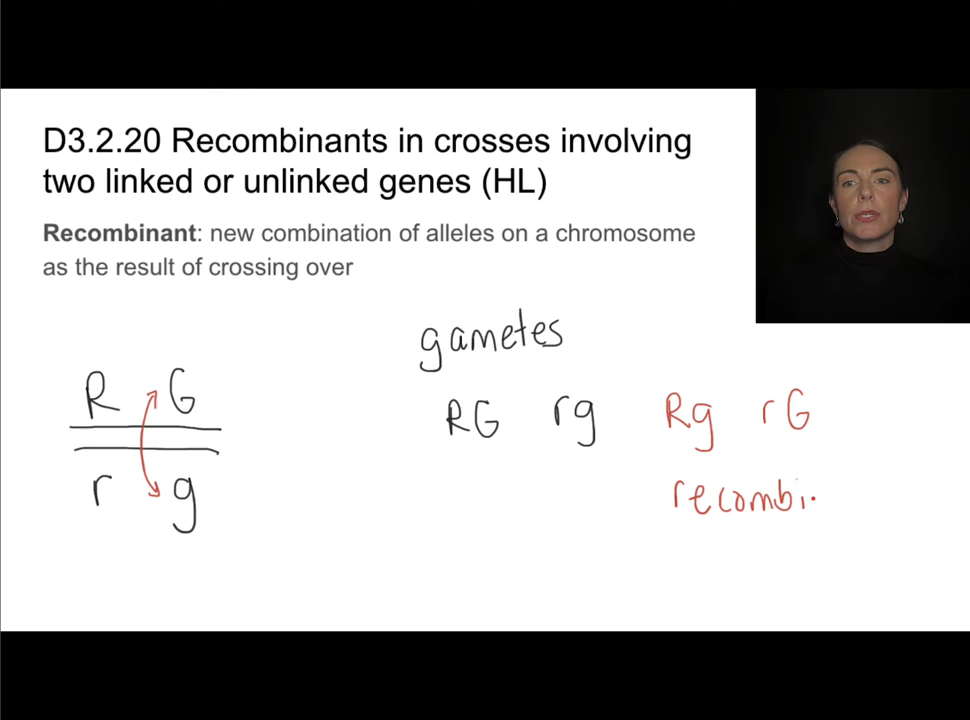 D3.2.20 Recombinants in crosses involving
two linked or unlinked genes (HL)
Recombinant: new combination of alleles on a chromosome
as the result of crossing over
gametes
R G
r g
RG rg Rg rG
recombi